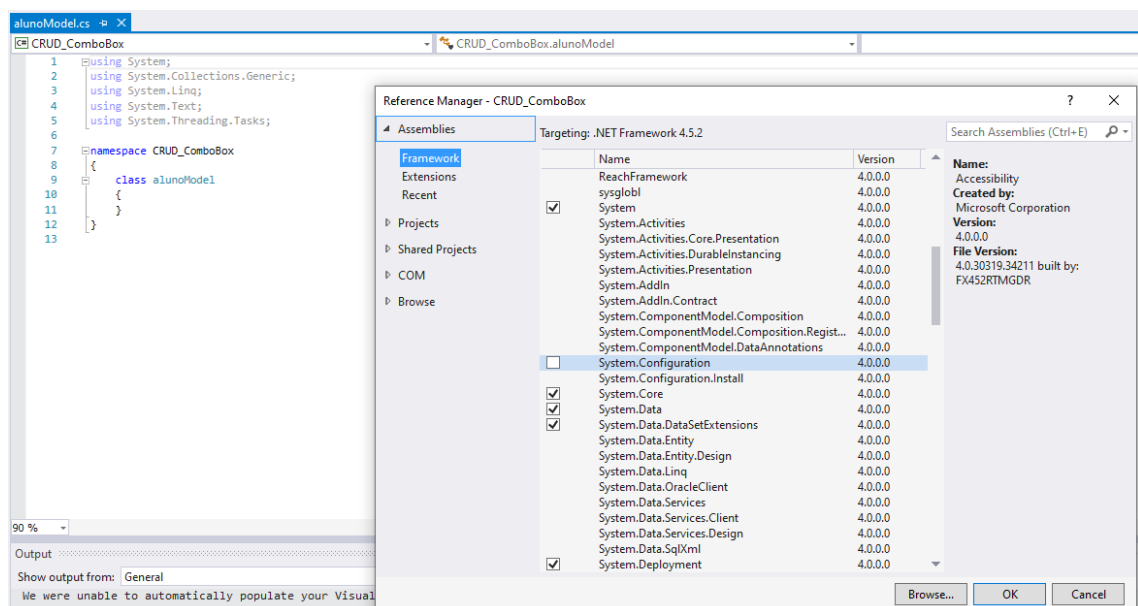 alunoModel.cs
CRUD_ComboBox
CRUD_ComboBox.alunoModel
1 using System;
2 using System.Collections.Generic;
3 using System.Linq;
4 using System.Text;
5 using System.Threading.Tasks;
6
7 namespace CRUD_ComboBox
8 {
9 class alunoModel
10 {
11 }
12 }
13
90 %
Output
Show output from: General
We were unable to automatically populate your Visual
Reference Manager - CRUD_ComboBox
? X
Assemblies
Framework
Extensions
Recent
Projects
Shared Projects
COM
Browse
Targeting: .NET Framework 4.5.2
Search Assemblies (Ctrl+E)
Name Version
ReachFramework 4.0.0.0
sysglobl 4.0.0.0
System 4.0.0.0
System.Activities 4.0.0.0
System.Activities.Core.Presentation 4.0.0.0
System.Activities.DurableInstancing 4.0.0.0
System.Activities.Presentation 4.0.0.0
System.AddIn 4.0.0.0
System.AddIn.Contract 4.0.0.0
System.ComponentModel.Composition 4.0.0.0
System.ComponentModel.Composition.Regist... 4.0.0.0
System.ComponentModel.DataAnnotations 4.0.0.0
System.Configuration 4.0.0.0
System.Configuration.Install 4.0.0.0
System.Core 4.0.0.0
System.Data 4.0.0.0
System.Data.DataSetExtensions 4.0.0.0
System.Data.Entity 4.0.0.0
System.Data.Entity.Design 4.0.0.0
System.Data.Linq 4.0.0.0
System.Data.OracleClient 4.0.0.0
System.Data.Services 4.0.0.0
System.Data.Services.Client 4.0.0.0
System.Data.Services.Design 4.0.0.0
System.Data.SqlXml 4.0.0.0
System.Deployment 4.0.0.0
Name:
Accessibility
Created by:
Microsoft Corporation
Version:
4.0.0.0
File Version:
4.0.30319.34211 built by:
FX452RTMGDR
Browse... OK Cancel